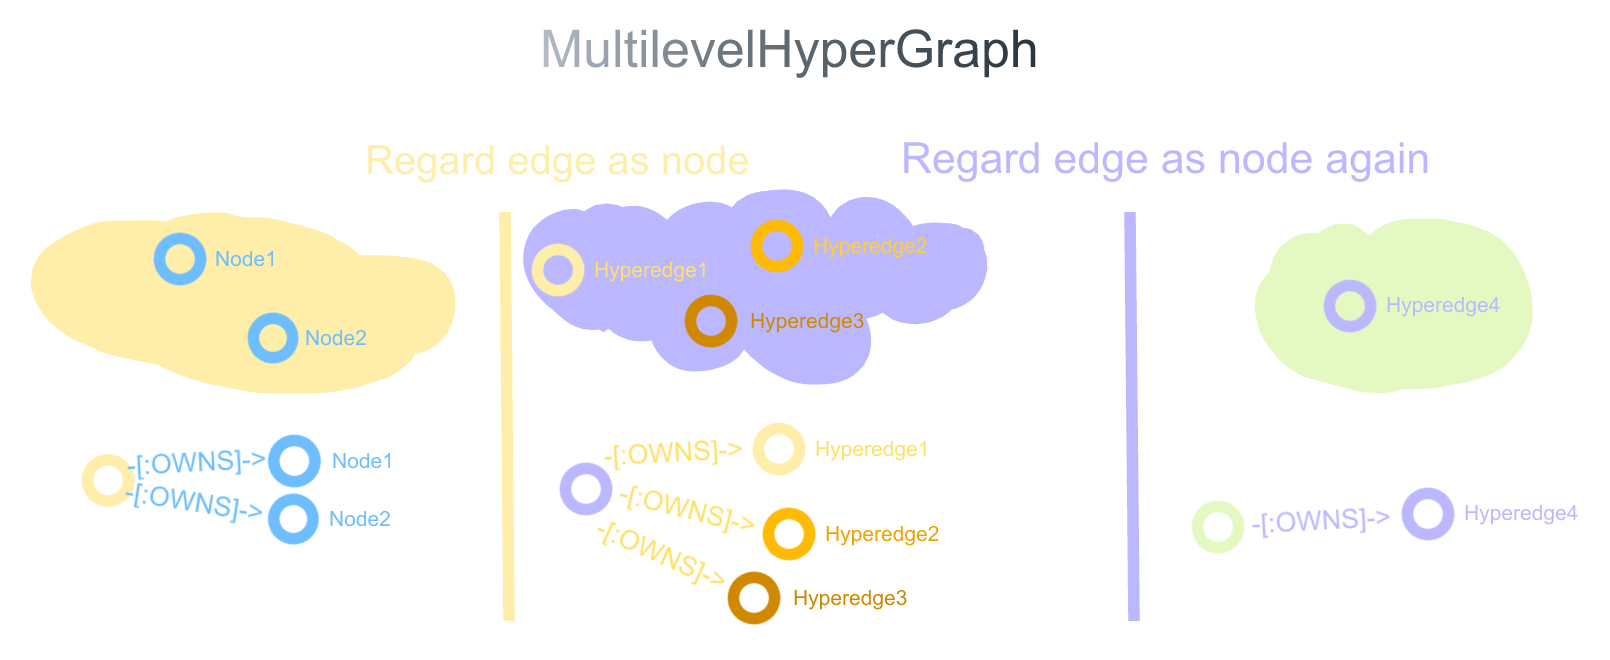 MultilevelHyperGraph
Regard edge as node
Regard edge as node again
Node1
Node2
-[:OWNS]-> Node1
-[:OWNS]-> Node2
Hyperedge1
Hyperedge2
Hyperedge3
-[:OWNS]-> Hyperedge1
-[:OWNS]-> Hyperedge2
-[:OWNS]-> Hyperedge3
Hyperedge4
-[:OWNS]-> Hyperedge4